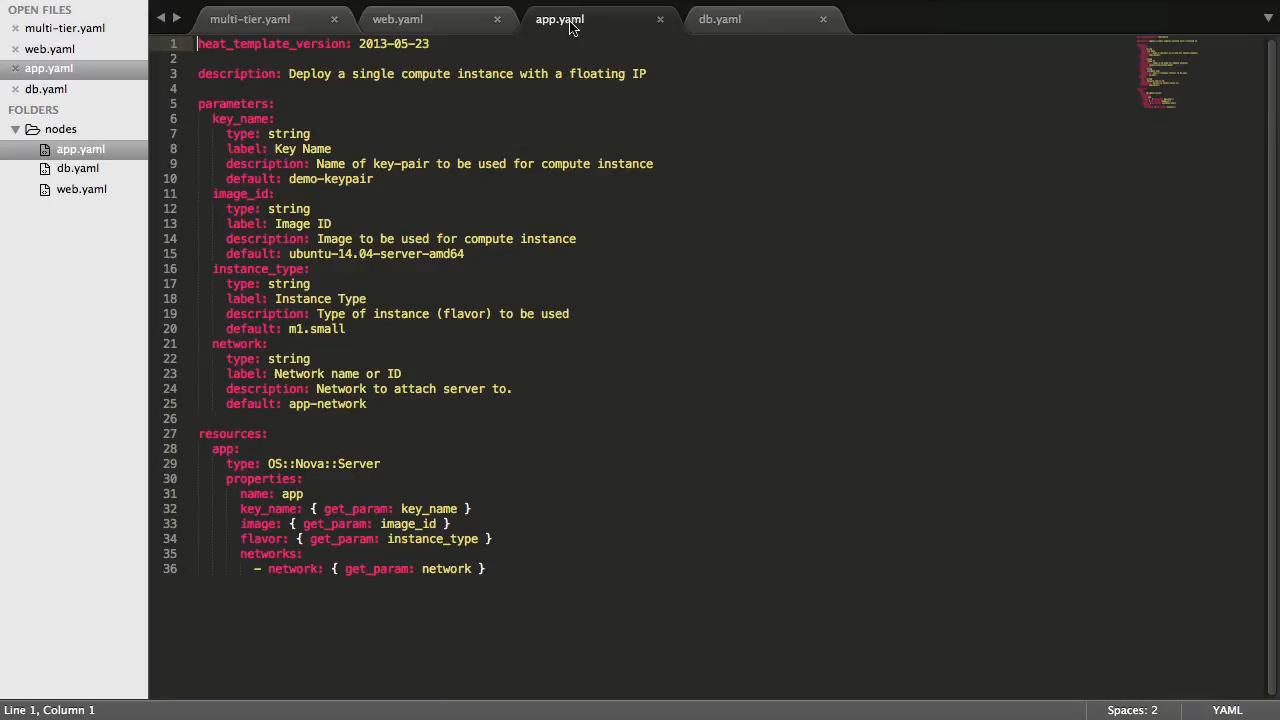 OPEN FILES
multi-tier.yaml
web.yaml
app.yaml
db.yaml
FOLDERS
nodes
app.yaml
db.yaml
web.yaml
multi-tier.yaml
web.yaml
app.yaml
db.yaml
1 heat_template_version: 2013-05-23
2
3 description: Deploy a single compute instance with a floating IP
4
5 parameters:
6 key_name:
7 type: string
8 label: Key Name
9 description: Name of key-pair to be used for compute instance
10 default: demo-keypair
11 image_id:
12 type: string
13 label: Image ID
14 description: Image to be used for compute instance
15 default: ubuntu-14.04-server-amd64
16 instance_type:
17 type: string
18 label: Instance Type
19 description: Type of instance (flavor) to be used
20 default: m1.small
21 network:
22 type: string
23 label: Network name or ID
24 description: Network to attach server to.
25 default: app-network
26
27 resources:
28 app:
29 type: OS::Nova::Server
30 properties:
31 name: app
32 key_name: { get_param: key_name }
33 image: { get_param: image_id }
34 flavor: { get_param: instance_type }
35 networks:
36 - network: { get_param: network }
Line 1, Column 1
Spaces: 2
YAML